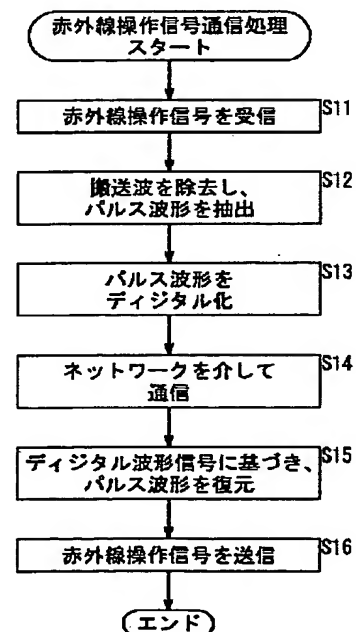 赤外線操作信号通信処理
スタート
赤外線操作信号を受信
S11
搬送波を除去し、
パルス波形を抽出
S12
パルス波形を
ディジタル化
S13
ネットワークを介して
通信
S14
ディジタル波形信号に基づき、
パルス波形を復元
S15
赤外線操作信号を送信
S16
エンド